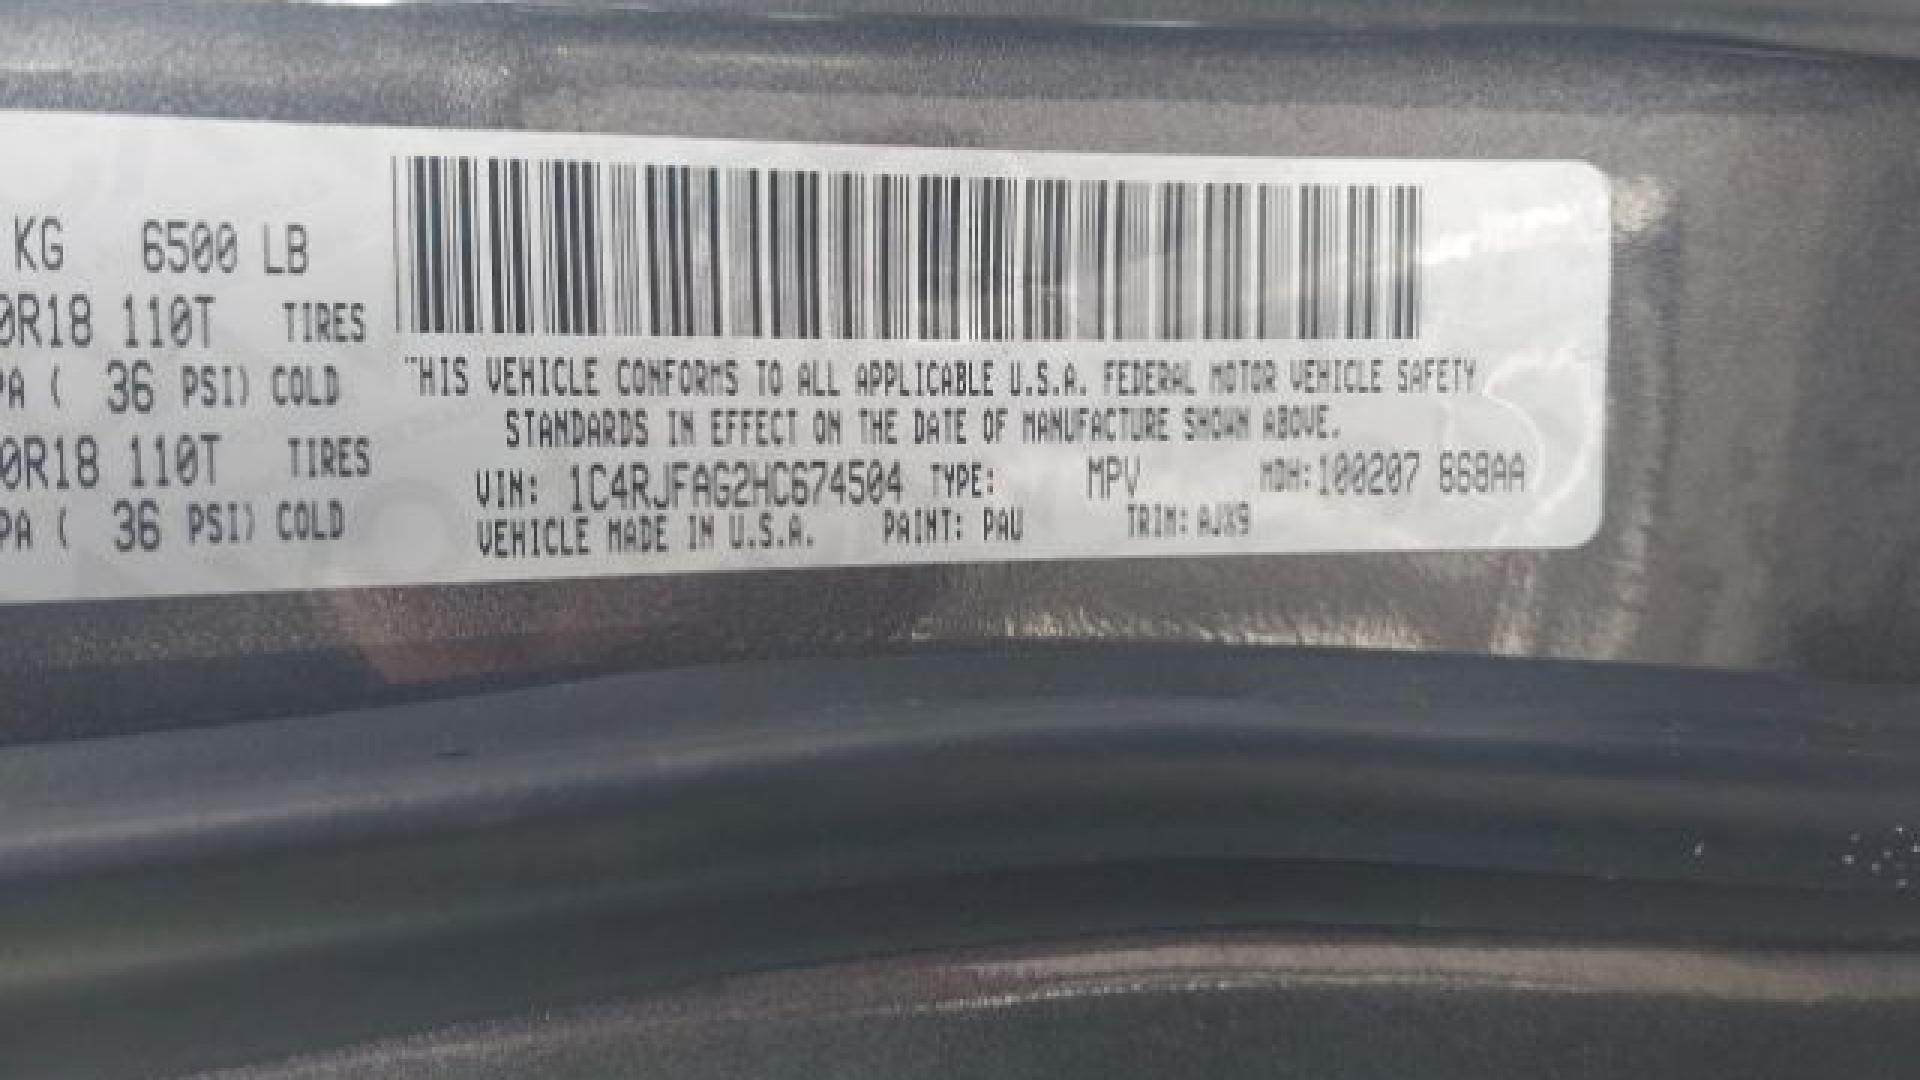 KG 6500 LB
0R18 110T TIRES
PA ( 36 PSI) COLD
0R18 110T TIRES
PA ( 36 PSI) COLD
THIS VEHICLE CONFORMS TO ALL APPLICABLE U.S.A. FEDERAL MOTOR VEHICLE SAFETY
STANDARDS IN EFFECT ON THE DATE OF MANUFACTURE SHOWN ABOVE.
VIN: 1C4RJFAG2HC674504 TYPE: MPV MDH:100207 868AA
VEHICLE MADE IN U.S.A. PAINT: PAU TRIM: AJX9